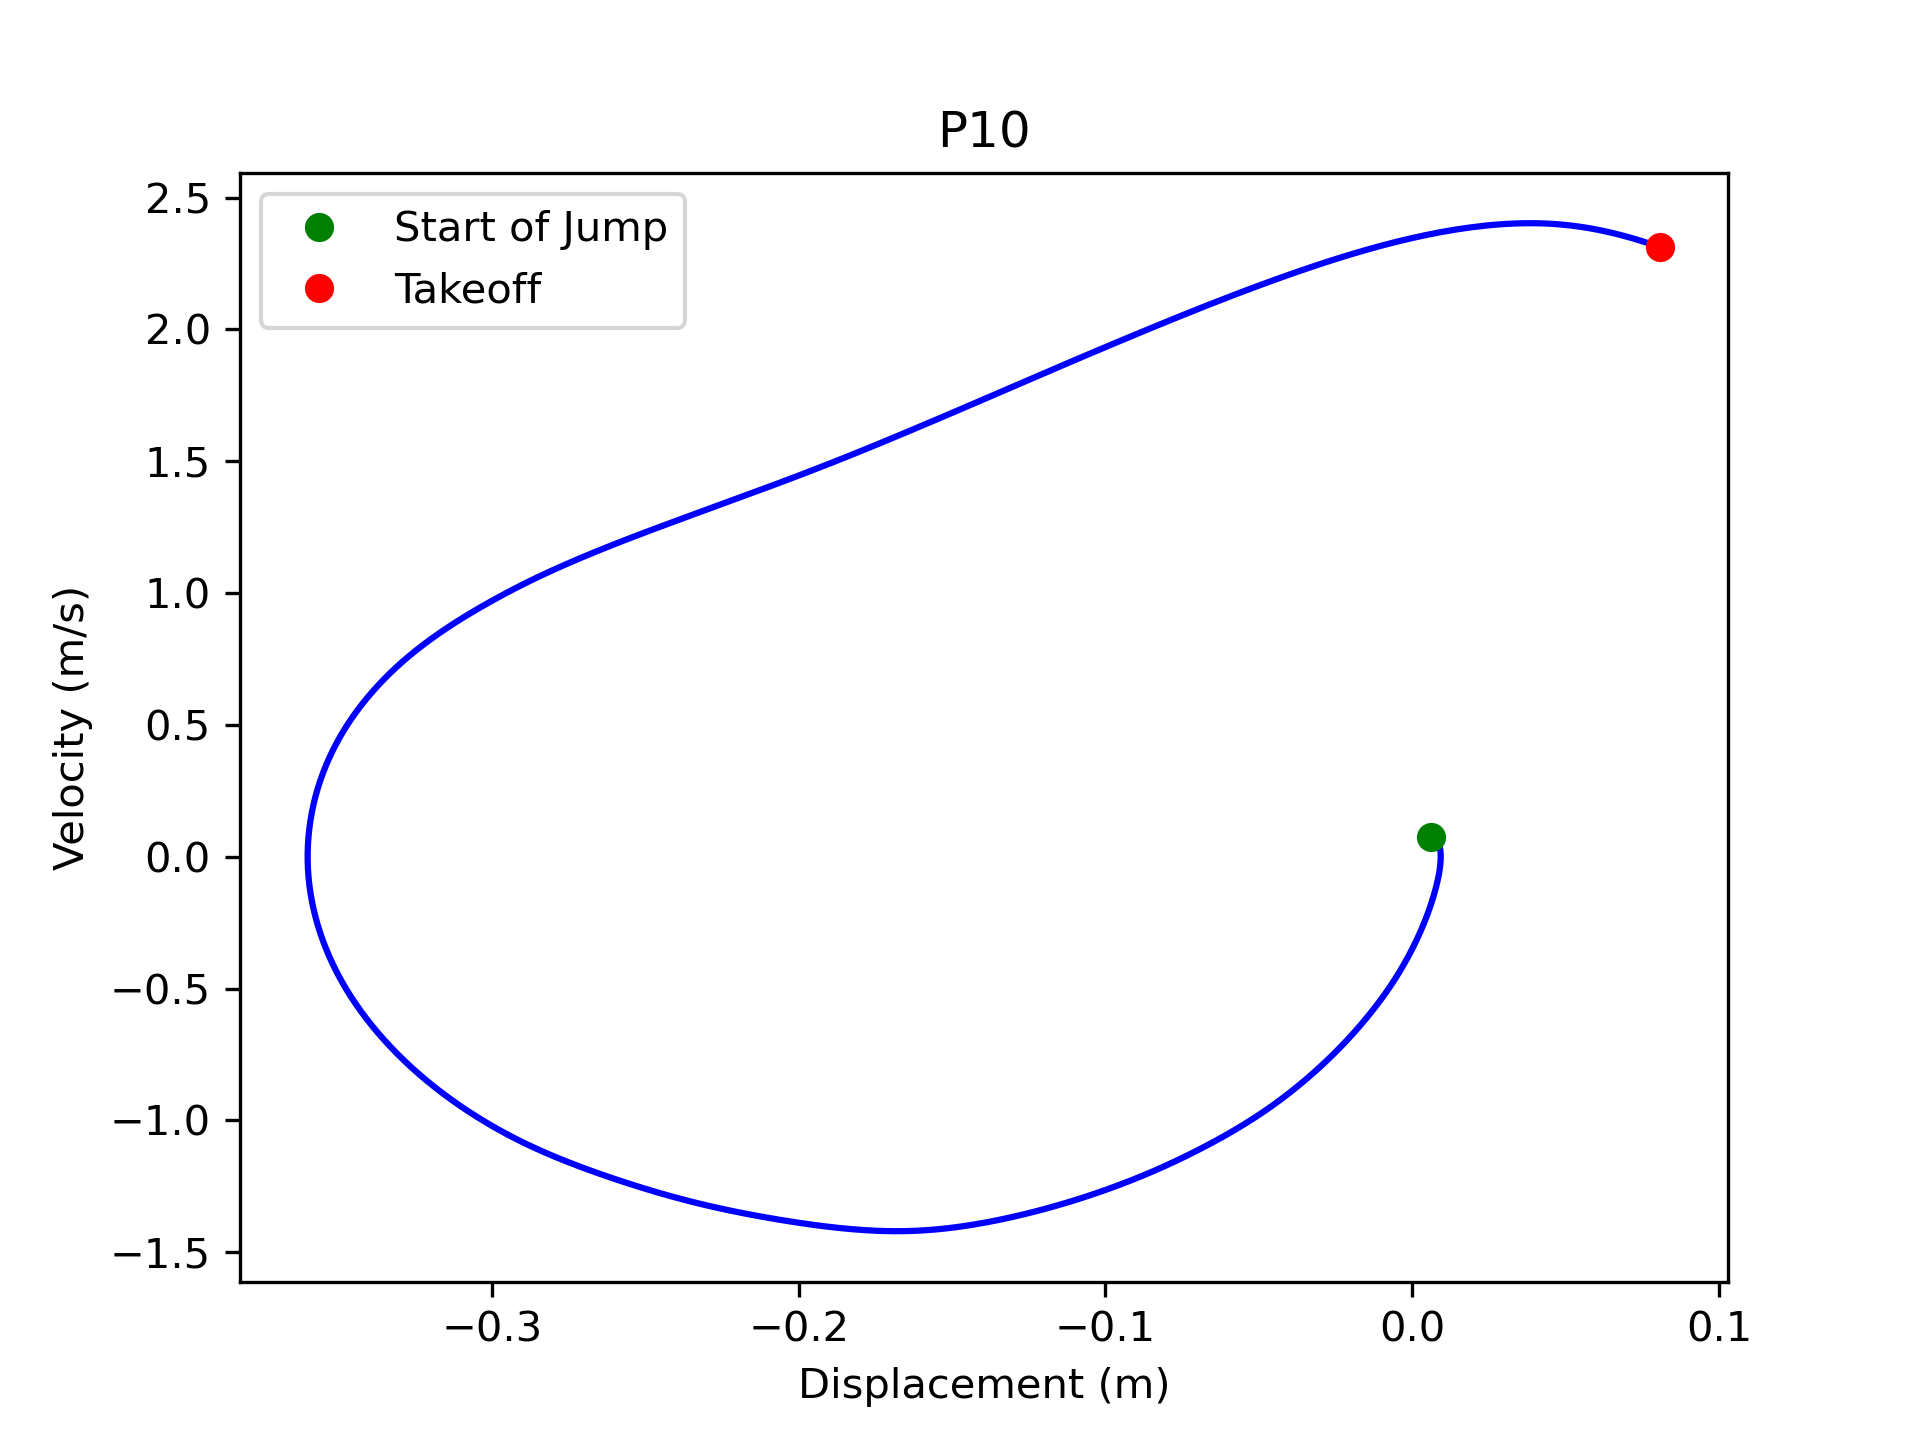 P10
Start of Jump
Takeoff
2.5
2.0
1.5
1.0
0.5
0.0
−0.5
−1.0
−1.5
Velocity (m/s)
−0.3 −0.2 −0.1 0.0 0.1
Displacement (m)